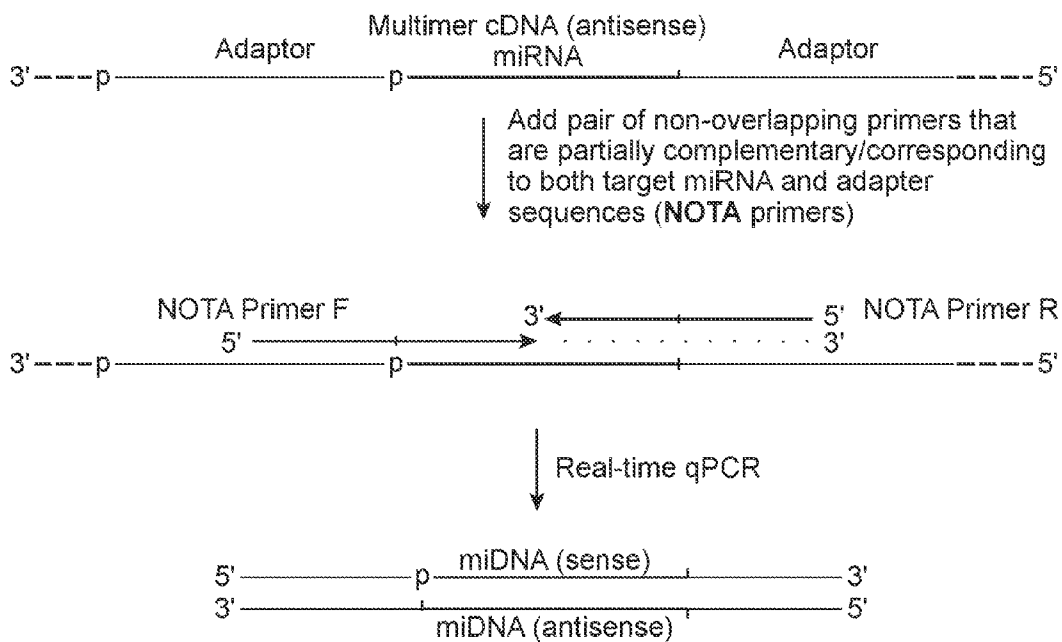 Multimer cDNA (antisense)
Adaptor miRNA Adaptor
3' p p 5'
Add pair of non-overlapping primers that
are partially complementary/corresponding
to both target miRNA and adapter
sequences (NOTA primers)
NOTA Primer F 3' 5' NOTA Primer R
5' 3'
3' p p 5'
Real-time qPCR
miDNA (sense)
5' p 3'
3' 5'
miDNA (antisense)